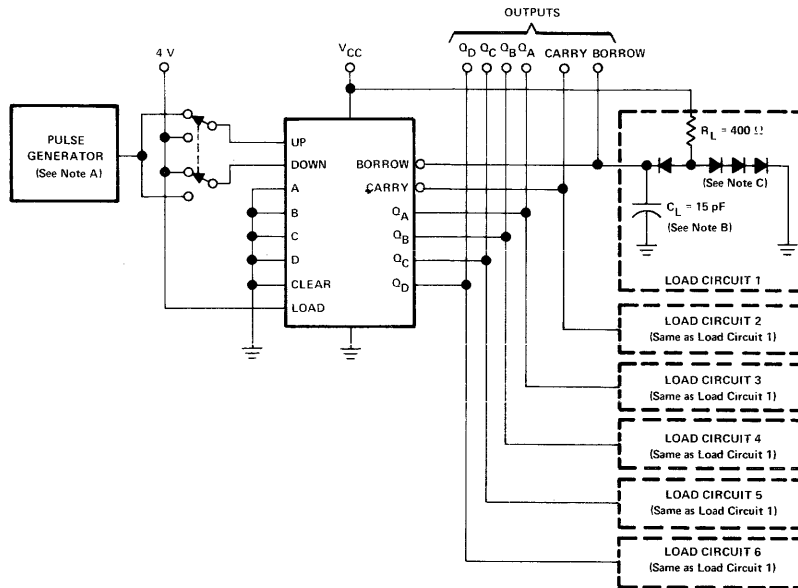 OUTPUTS
4 V
VCC
QD QC QB QA CARRY BORROW
PULSE
GENERATOR
(See Note A)
UP
DOWN
A
B
C
D
CLEAR
LOAD
BORROW
CARRY
QA
QB
QC
QD
RL = 400 Ω
(See Note C)
CL = 15 pF
(See Note B)
LOAD CIRCUIT 1
LOAD CIRCUIT 2
(Same as Load Circuit 1)
LOAD CIRCUIT 3
(Same as Load Circuit 1)
LOAD CIRCUIT 4
(Same as Load Circuit 1)
LOAD CIRCUIT 5
(Same as Load Circuit 1)
LOAD CIRCUIT 6
(Same as Load Circuit 1)